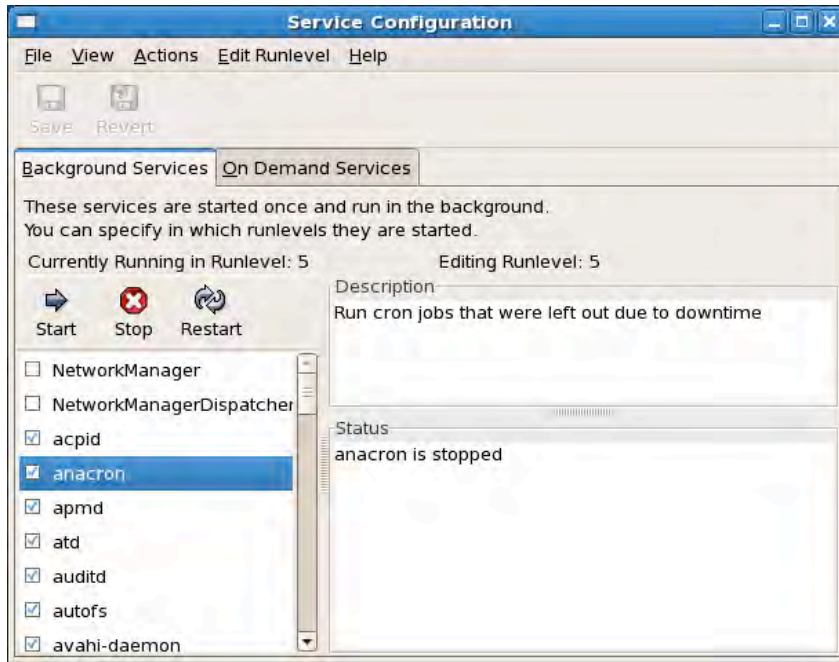 Service Configuration
File View Actions Edit Runlevel Help
Save Revert
Background Services On Demand Services
These services are started once and run in the background.
You can specify in which runlevels they are started.
Currently Running in Runlevel: 5 Editing Runlevel: 5
Start Stop Restart
NetworkManager
NetworkManagerDispatcher
acpid
anacron
apmd
atd
auditd
autofs
avahi-daemon
Description
Run cron jobs that were left out due to downtime
Status
anacron is stopped